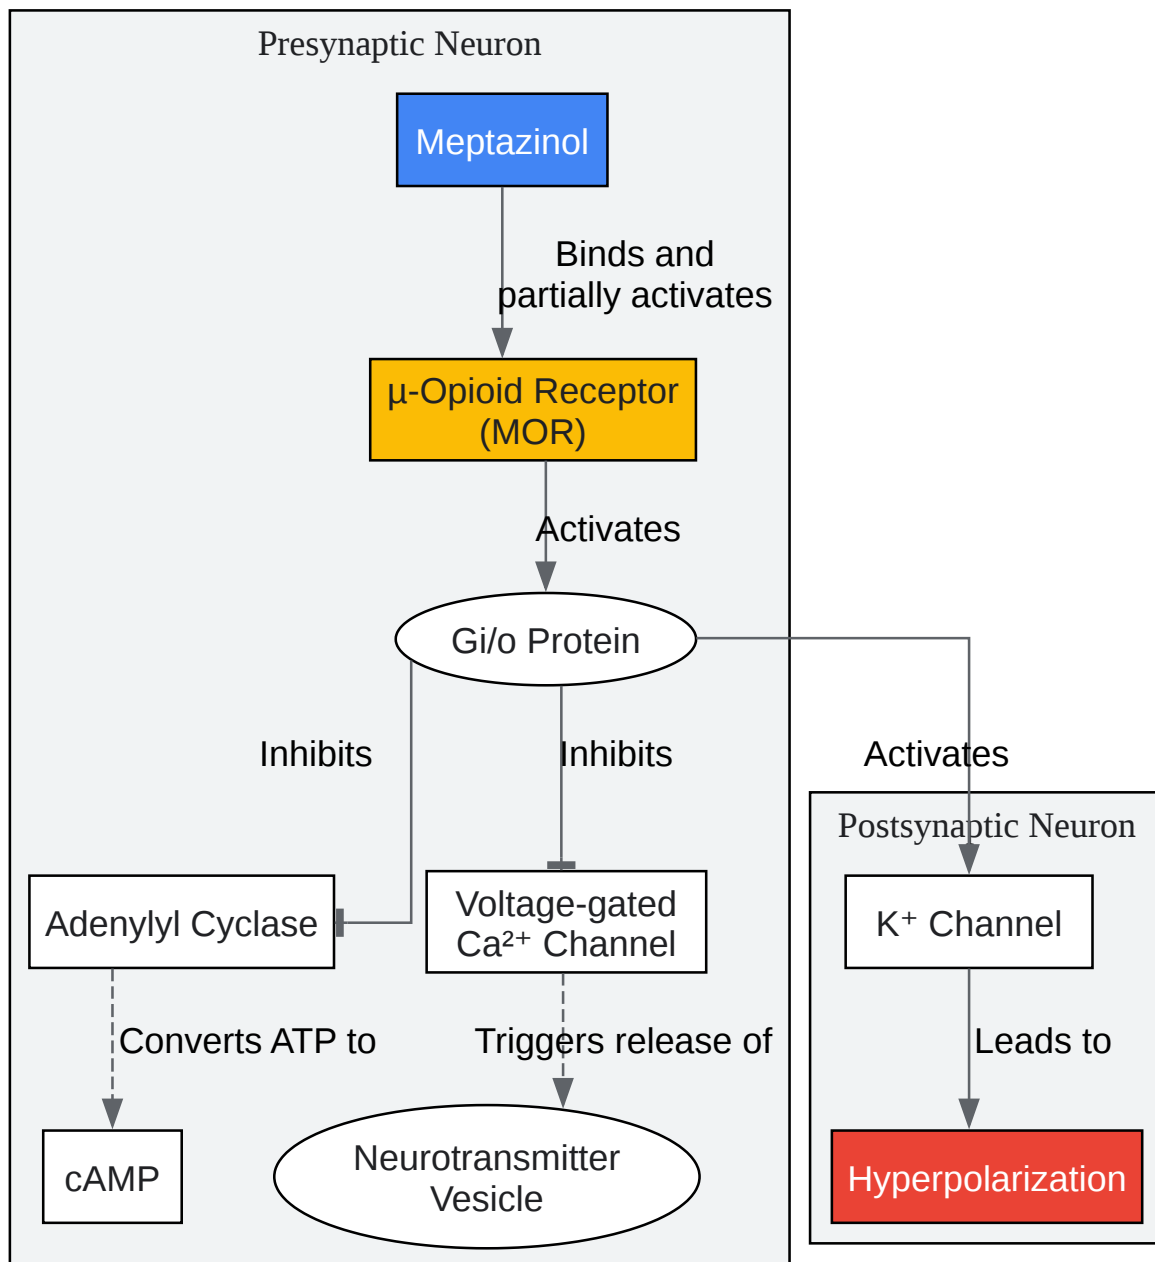 Presynaptic Neuron
Meptazinol
Binds and
partially activates
µ-Opioid Receptor
(MOR)
Activates
Gi/o Protein
Inhibits
Inhibits
Activates
Postsynaptic Neuron
Adenylyl Cyclase
Voltage-gated
Ca²⁺ Channel
K⁺ Channel
Converts ATP to
Triggers release of
Leads to
cAMP
Neurotransmitter
Vesicle
Hyperpolarization